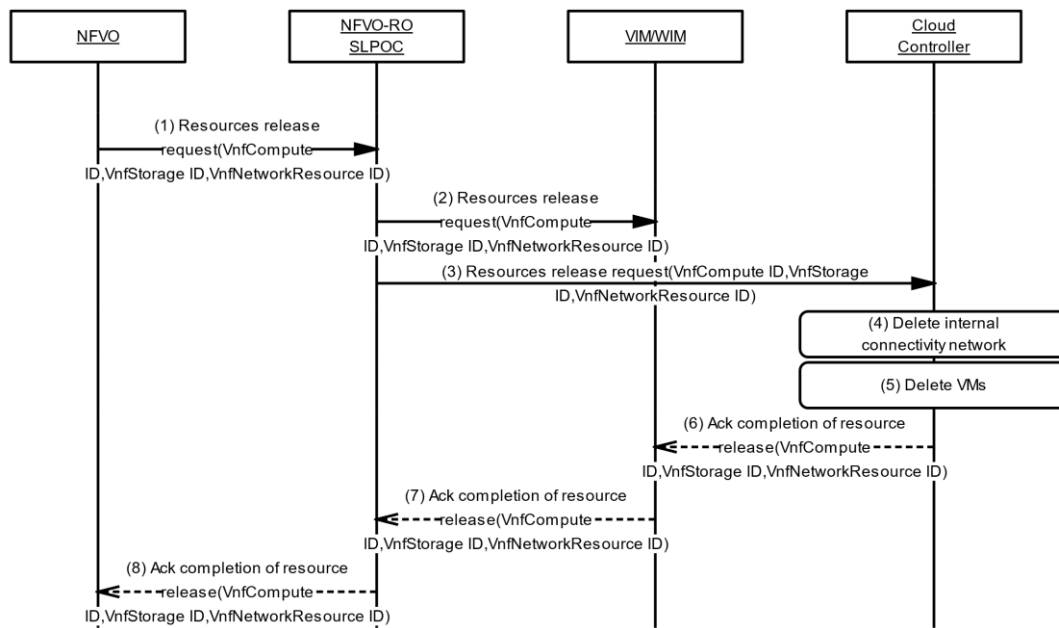 NFVO
NFVO-RO
SLPOC
VIM/WIM
Cloud
Controller
(1) Resources release
request(VnfCompute
ID,VnfStorage ID,VnfNetworkResource ID)
(2) Resources release
request(VnfCompute
ID,VnfStorage ID,VnfNetworkResource ID)
(3) Resources release request(VnfCompute ID,VnfStorage
ID,VnfNetworkResource ID)
(4) Delete internal
connectivity network
(5) Delete VMs
(6) Ack completion of resource
release(VnfCompute
ID,VnfStorage ID,VnfNetworkResource ID)
(7) Ack completion of resource
release(VnfCompute
ID,VnfStorage ID,VnfNetworkResource ID)
(8) Ack completion of resource
release(VnfCompute
ID,VnfStorage ID,VnfNetworkResource ID)